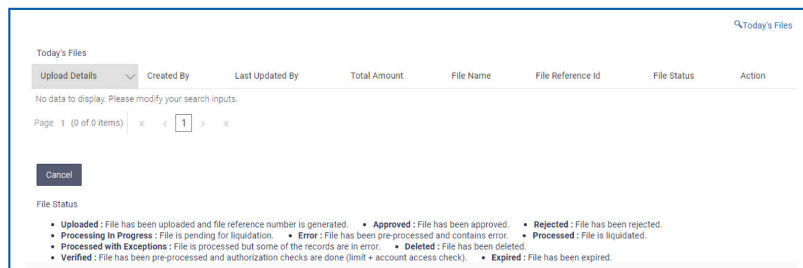 Today's Files
Today's Files
Upload Details Created By Last Updated By Total Amount File Name File Reference Id File Status Action
No data to display. Please modify your search inputs.
Page 1 (0 of 0 items) 1
Cancel
File Status
• Uploaded : File has been uploaded and file reference number is generated. • Approved : File has been approved. • Rejected : File has been rejected.
• Processing In Progress : File is pending for liquidation. • Error : File has been pre-processed and contains error. • Processed : File is liquidated.
• Processed with Exceptions : File is processed but some of the records are in error. • Deleted : File has been deleted.
• Verified : File has been pre-processed and authorization checks are done (limit + account access check). • Expired : File has been expired.